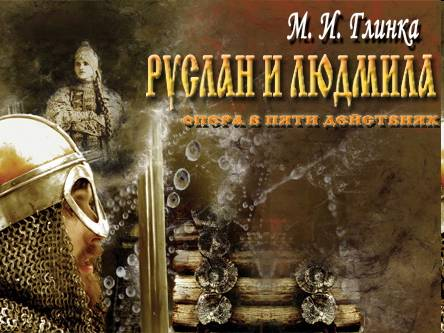 М. И. Глинка
РУСЛАН И ЛЮДМИЛА
ОПЕРА В ПЯТИ ДЕЙСТВИЯХ